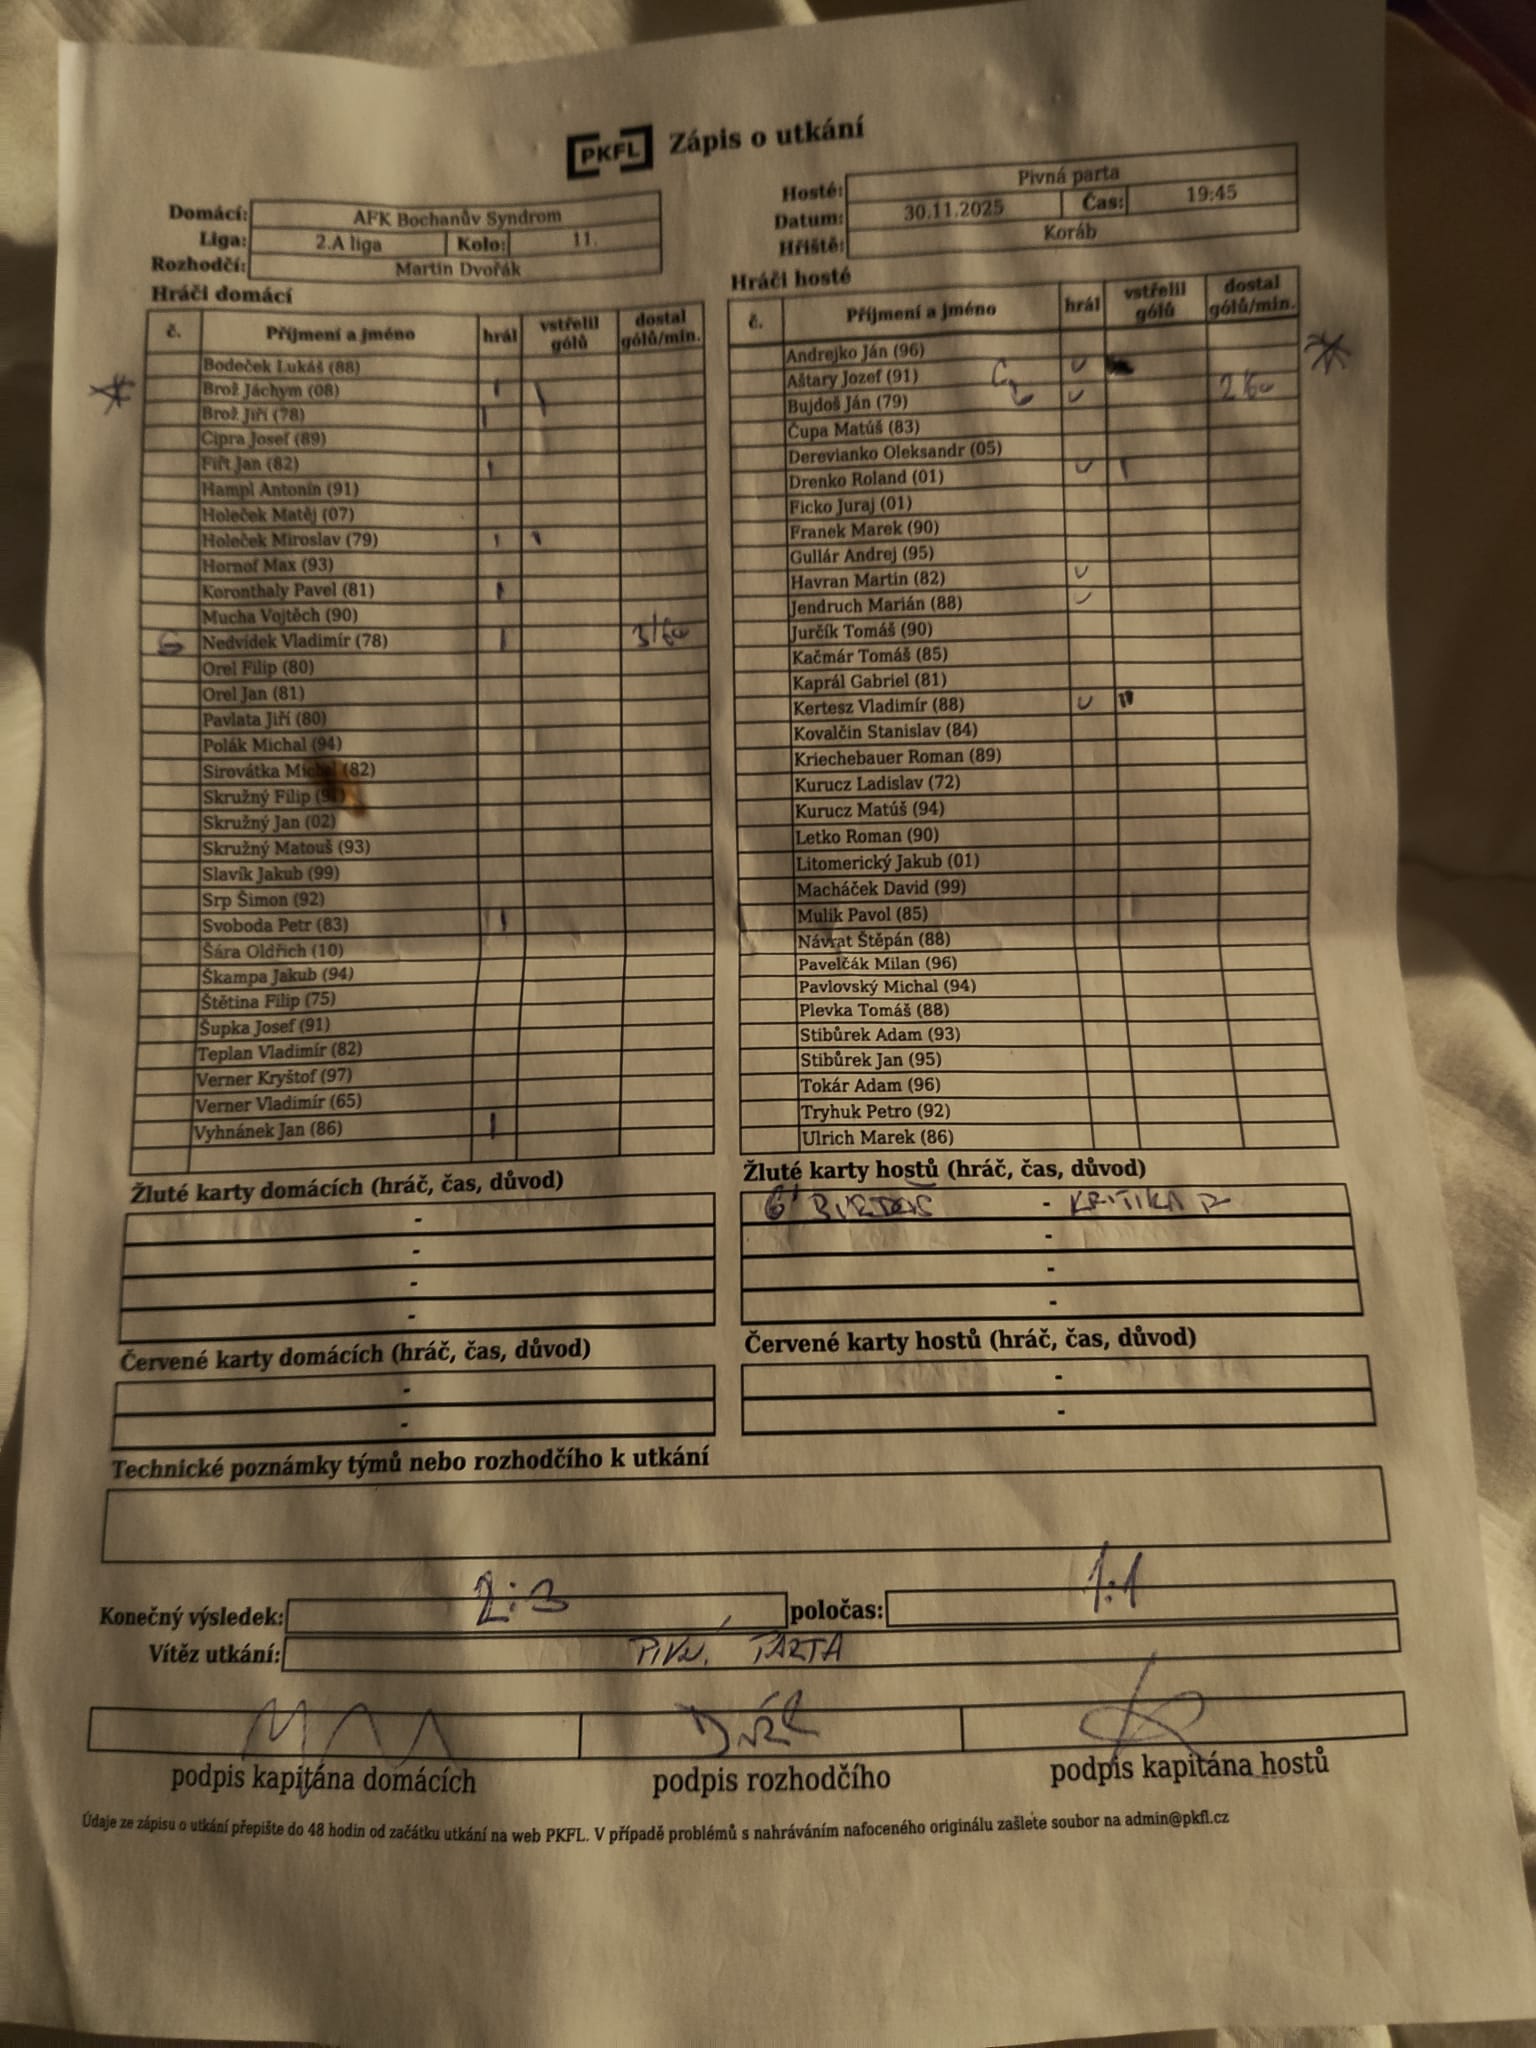 PKFL Zápis o utkání
Domácí: AFK Bochanův Syndrom
Liga: 2.A liga Kolo: 11.
Rozhodčí: Martin Dvořák
Hosté: Pivná parta
Datum: 30.11.2025 Čas: 19:45
Hřiště: Koráb
Hráči domácí
č. Příjmení a jméno hrál vstřelil gólů dostal gólů/min.
Bodeček Lukáš (88)
Brož Jáchym (08) I \
Brož Jiří (78) I
Cipra Josef (89)
Fift Jan (82) I
Hampl Antonín (91)
Holeček Matěj (07)
Holeček Miroslav (79) I \
Hornof Max (93)
Koronthaly Pavel (81) I
Mucha Vojtěch (90)
G Nedvídek Vladimír (78) I 3/60
Orel Filip (80)
Orel Jan (81)
Pavlata Jiří (80)
Polák Michal (94)
Sirovátka Michal (82)
Skružný Filip
Skružný Jan (02)
Skružný Matouš (93)
Slavík Jakub (99)
Srp Šimon (92)
Svoboda Petr (83) I
Šára Oldřich (10)
Škampa Jakub (94)
Štětina Filip (75)
Šupka Josef (91)
Teplan Vladimír (82)
Verner Kryštof (97)
Verner Vladimír (65)
Vyhnánek Jan (86) I
Hráči hosté
č. Příjmení a jméno hrál vstřelil gólů dostal gólů/min.
Andrejko Ján (96)
Aštary Jozef (91)
Bujdoš Ján (79) 2/60
Čupa Matúš (83)
Derevianko Oleksandr (05)
Drenko Roland (01) I
Ficko Juraj (01)
Franek Marek (90)
Gullár Andrej (95)
Havran Martin (82)
Jendruch Marián (88)
Jurčík Tomáš (90)
Kačmár Tomáš (85)
Kaprál Gabriel (81)
Kertesz Vladimír (88) II
Kovalčin Stanislav (84)
Kriechebauer Roman (89)
Kurucz Ladislav (72)
Kurucz Matúš (94)
Letko Roman (90)
Litomerický Jakub (01)
Macháček David (99)
Mulik Pavol (85)
Návrat Štěpán (88)
Pavelčák Milan (96)
Pavlovský Michal (94)
Plevka Tomáš (88)
Stibůrek Adam (93)
Stibůrek Jan (95)
Tokár Adam (96)
Tryhuk Petro (92)
Ulrich Marek (86)
Žluté karty domácích (hráč, čas, důvod)
-
-
-
-
Žluté karty hostů (hráč, čas, důvod)
6' - KRITIKA R
-
-
-
Červené karty domácích (hráč, čas, důvod)
-
-
Červené karty hostů (hráč, čas, důvod)
-
-
Technické poznámky týmů nebo rozhodčího k utkání
Konečný výsledek: 2:3 poločas: 1:1
Vítěz utkání: PIVN. PARTA
podpis kapitána domácích podpis rozhodčího podpis kapitána hostů
Údaje ze zápisu o utkání přepište do 48 hodin od začátku utkání na web PKFL. V případě problémů s nahráváním nafoceného originálu zašlete soubor na admin@pkfl.cz